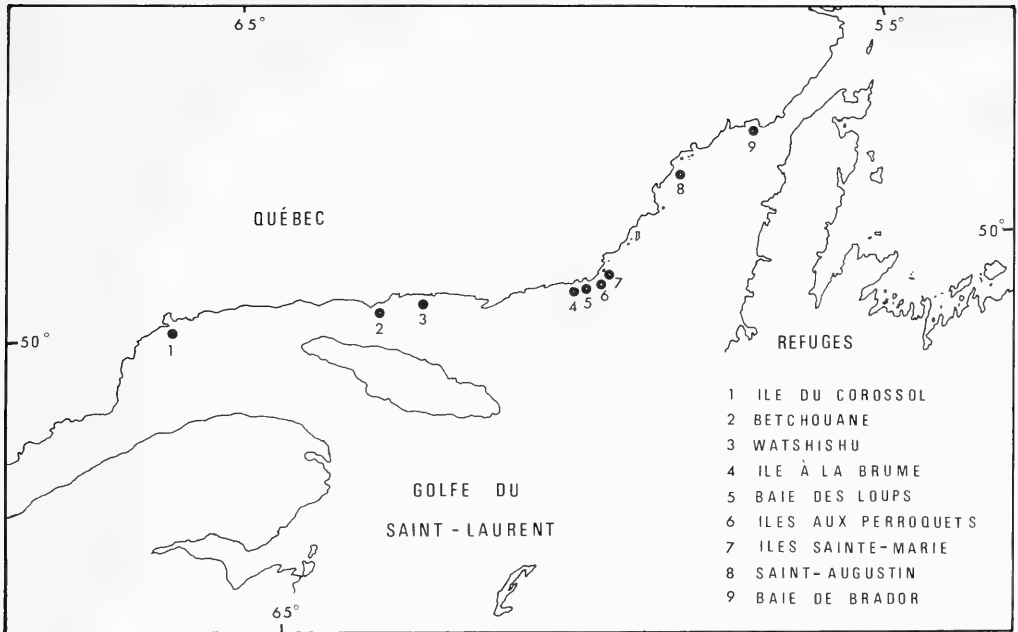 65°
55°
9
8
QUÉBEC
50°
7
6
5
4
3
2
1
50°
REFUGES
1 ILE DU COROSSOL
2 BETCHOUANE
3 WATSHISHU
4 ILE À LA BRUME
5 BAIE DES LOUPS
6 ILES AUX PERROQUETS
7 ILES SAINTE-MARIE
8 SAINT-AUGUSTIN
9 BAIE DE BRADOR
GOLFE DU
SAINT-LAURENT
65°